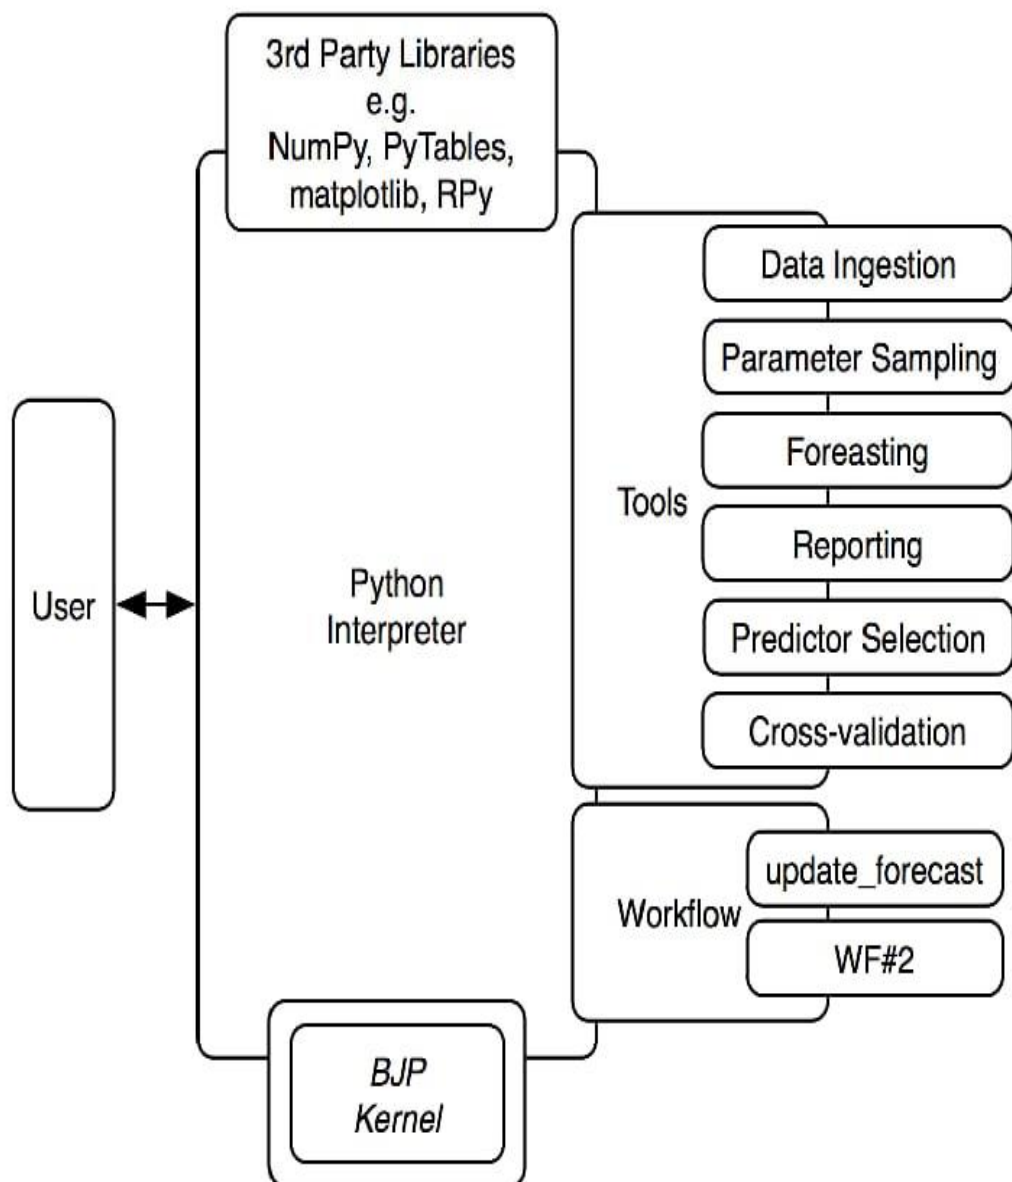 3rd Party Libraries
e.g.
NumPy, PyTables,
matplotlib, RPy
Data Ingestion
Parameter Sampling
Foreasting
Tools
Reporting
User
Python
Interpreter
Predictor Selection
Cross-validation
update_forecast
Workflow
WF#2
BJP
Kernel